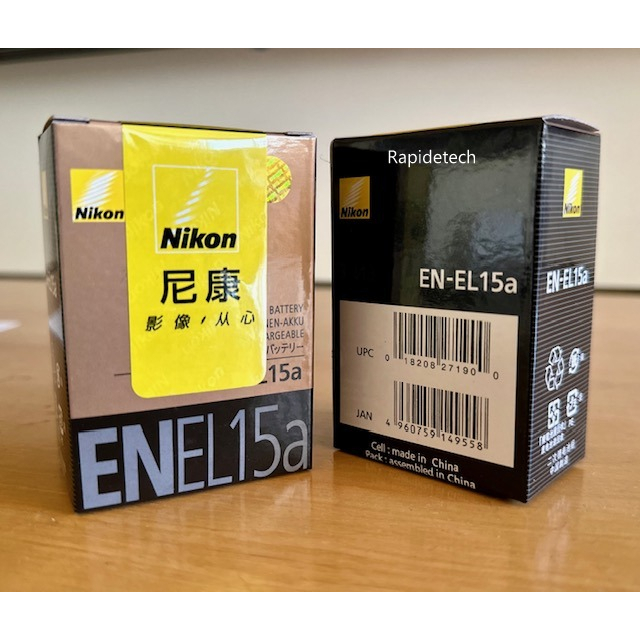 Nikon
Nikon
尼康
影像，从心
BATTERY
EN-AKKU
ARGEABLE
バッテリー
L15a
ENEL15a
Rapidetech
Nikon
EN-EL15a
UPC
0 18208 27190 0
JAN
4 960759 149558
Cell : made in China
Pack : assembled in China
Nikon
EN-EL15a